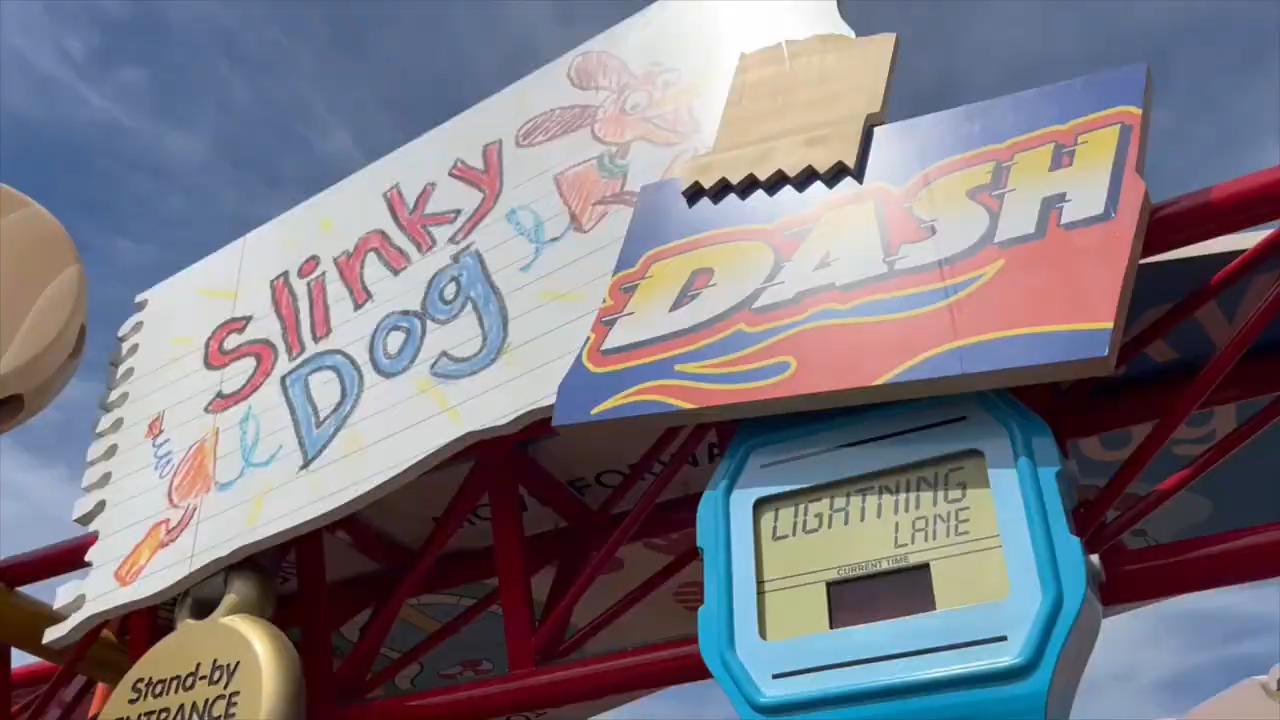 Slinky
Dog
DASH
LIGHTNING
LANE
CURRENT TIME
Stand-by
ENTRANCE